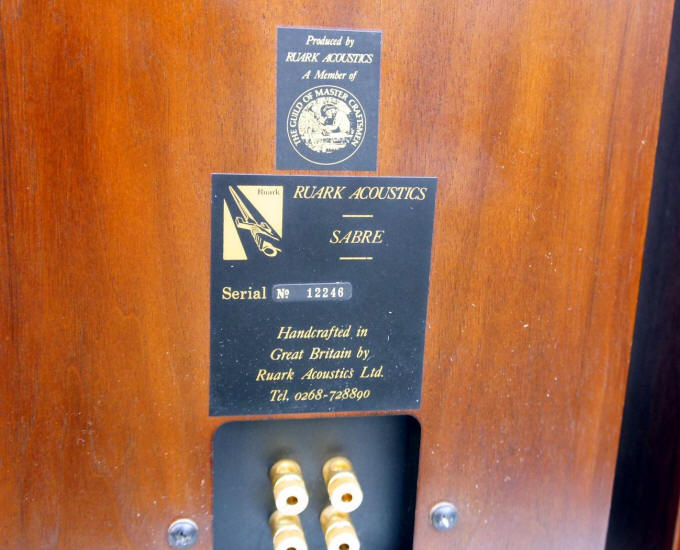 Produced by
RUARK ACOUSTICS
A Member of
THE GUILD OF MASTER CRAFTSMEN
Ruark
RUARK ACOUSTICS
SABRE
Serial Nº 12246
Handcrafted in
Great Britain by
Ruark Acoustics Ltd.
Tel. 0268-728890